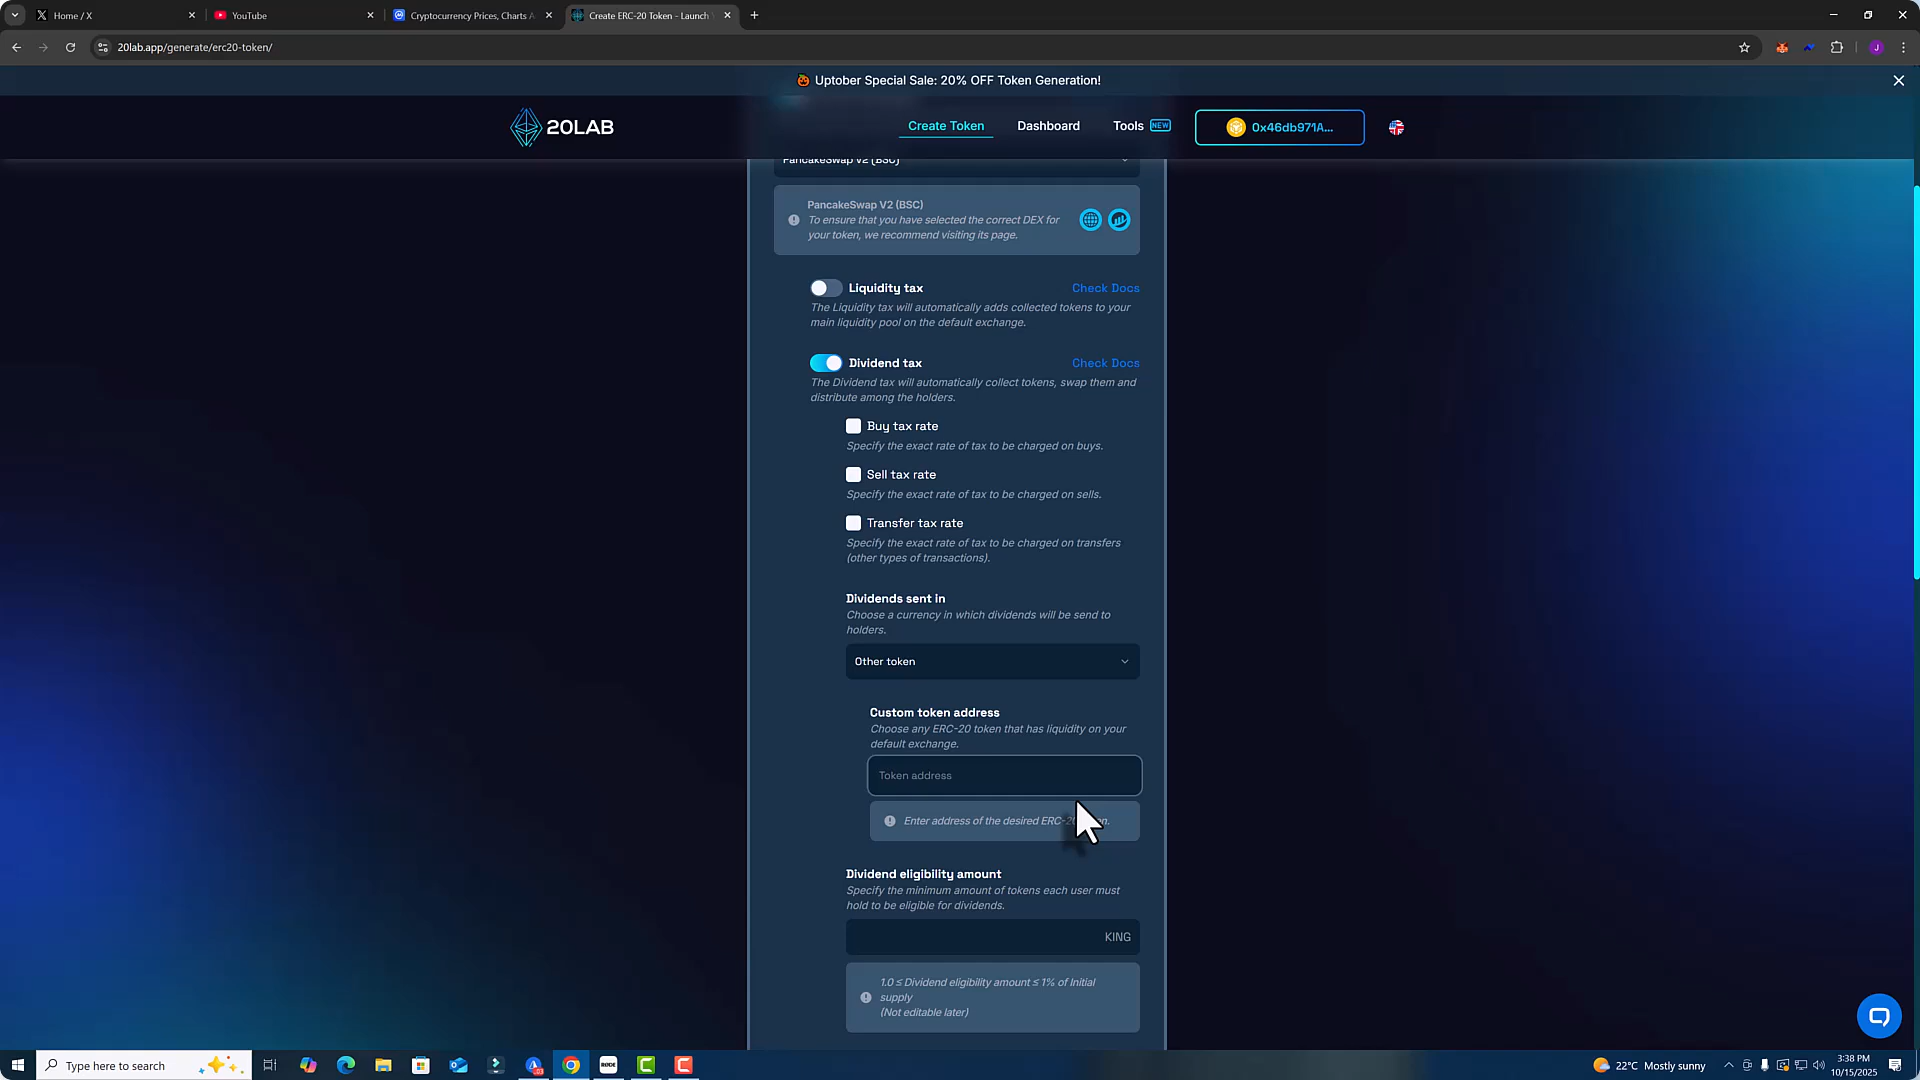 Home / X
YouTube
Cryptocurrency Prices, Charts A
Create ERC-20 Token - Launch
20lab.app/generate/erc20-token/
J
🎃 Uptober Special Sale: 20% OFF Token Generation!
20LAB
Create Token
Dashboard
Tools NEW
0x46db971A...
PancakeSwap V2 (BSC)
PancakeSwap V2 (BSC)
To ensure that you have selected the correct DEX for
your token, we recommend visiting its page.
Liquidity tax
Check Docs
The Liquidity tax will automatically adds collected tokens to your
main liquidity pool on the default exchange.
Dividend tax
Check Docs
The Dividend tax will automatically collect tokens, swap them and
distribute among the holders.
Buy tax rate
Specify the exact rate of tax to be charged on buys.
Sell tax rate
Specify the exact rate of tax to be charged on sells.
Transfer tax rate
Specify the exact rate of tax to be charged on transfers
(other types of transactions).
Dividends sent in
Choose a currency in which dividends will be send to
holders.
Other token
Custom token address
Choose any ERC-20 token that has liquidity on your
default exchange.
Token address
Enter address of the desired
Dividend eligibility amount
Specify the minimum amount of tokens each user must
hold to be eligible for dividends.
KING
1.0 ≤ Dividend eligibility amount ≤ 1% of Initial
supply
(Not editable later)
Type here to search
RØDE
22°C Mostly sunny
3:38 PM
10/15/2025